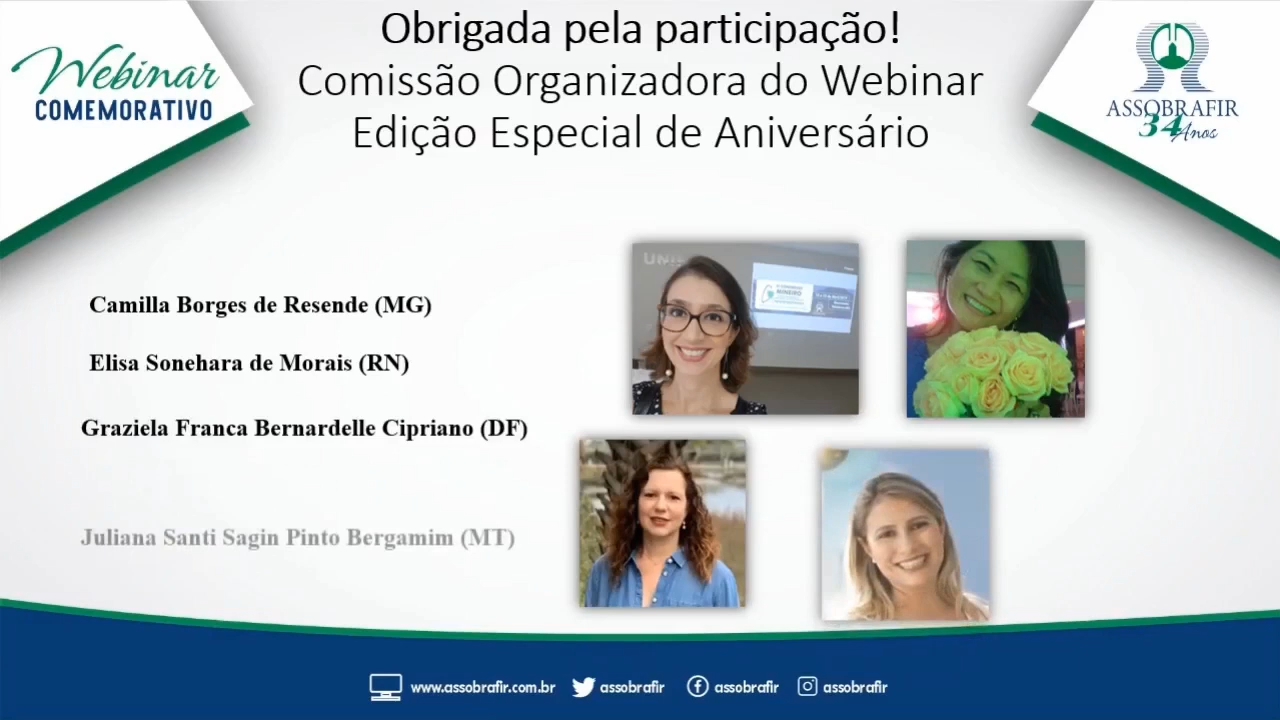 Obrigada pela participação!
Comissão Organizadora do Webinar
Edição Especial de Aniversário
Webinar
COMEMORATIVO
ASSOBRAFIR
34 Anos
Camilla Borges de Resende (MG)
Elisa Sonehara de Morais (RN)
Graziela Franca Bernardelle Cipriano (DF)
Juliana Santi Sagin Pinto Bergamim (MT)
MINEIRO
www.assobrafir.com.br
assobrafir
assobrafir
assobrafir